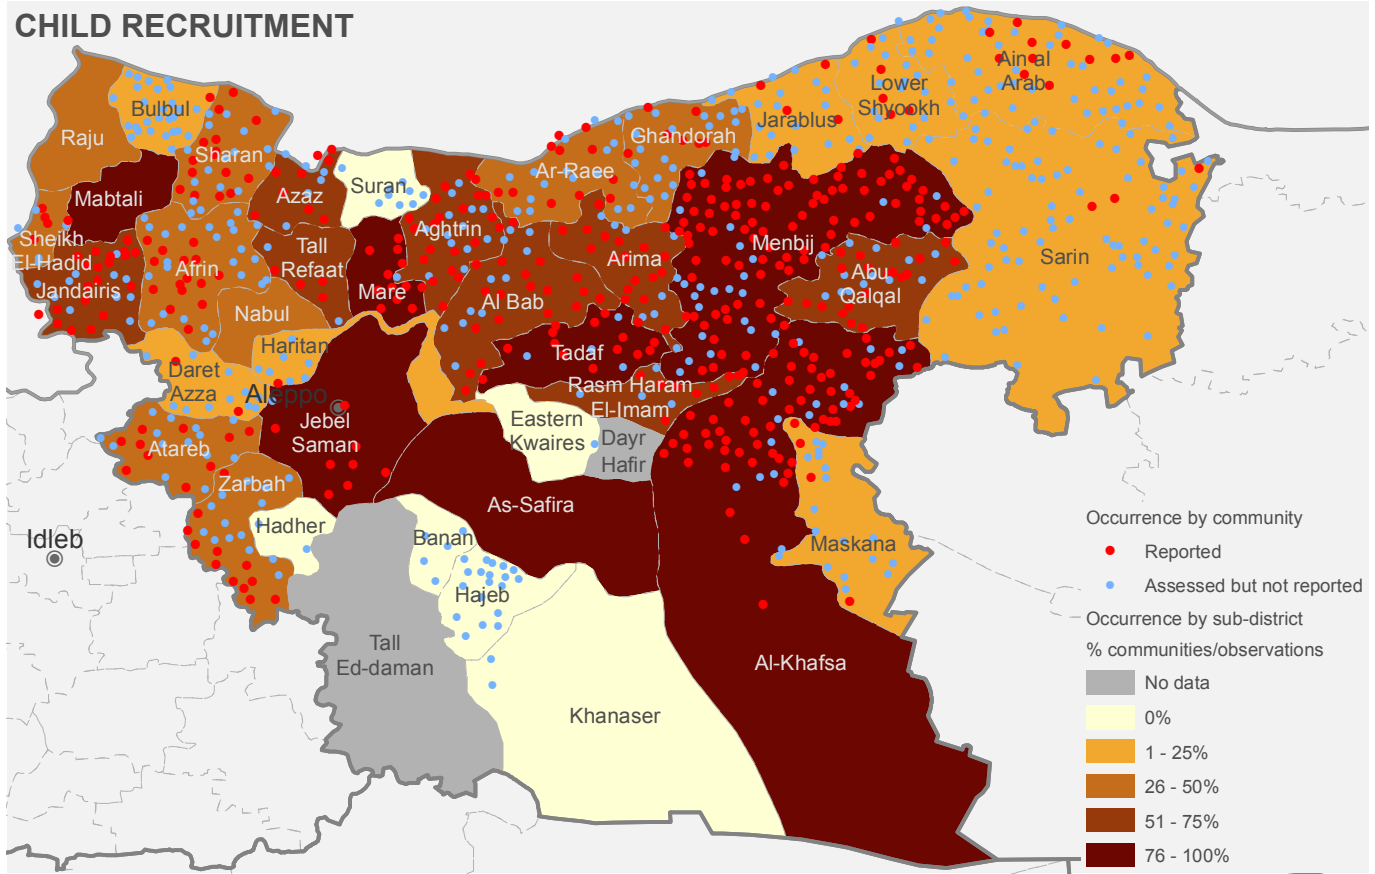 CHILD RECRUITMENT
Ain al
Arab
Lower
Shyookh
Bulbul
Jarablus
Raju
Ghandorah
Sharan
Ar-Raee
Suran
Mabtali
Azaz
Aghtrin
Menbij
Sheikh
El-Hadid
Tall
Refaat
Arima
Sarin
Afrin
Abu
Qalqal
Jandairis
Mare
Al Bab
Nabul
Haritan
Tadaf
Daret
Azza
Rasm Haram
El-Imam
Aleppo
Jebel
Saman
Eastern
Kwaires
Dayr
Hafir
Atareb
Zarbah
As-Safira
Hadher
Banan
Maskana
Idleb
Hajeb
Tall
Ed-daman
Al-Khafsa
Khanaser
Occurrence by community
Reported
Assessed but not reported
Occurrence by sub-district
% communities/observations
No data
0%
1 - 25%
26 - 50%
51 - 75%
76 - 100%